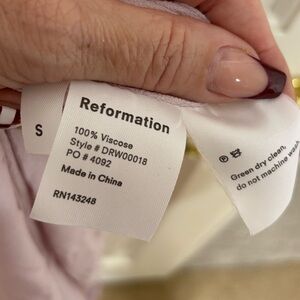 S
Reformation
100% Viscose
Style # DRW00018
PO # 4092
Made in China
RN143248
Green dry clean,
do not machine wash